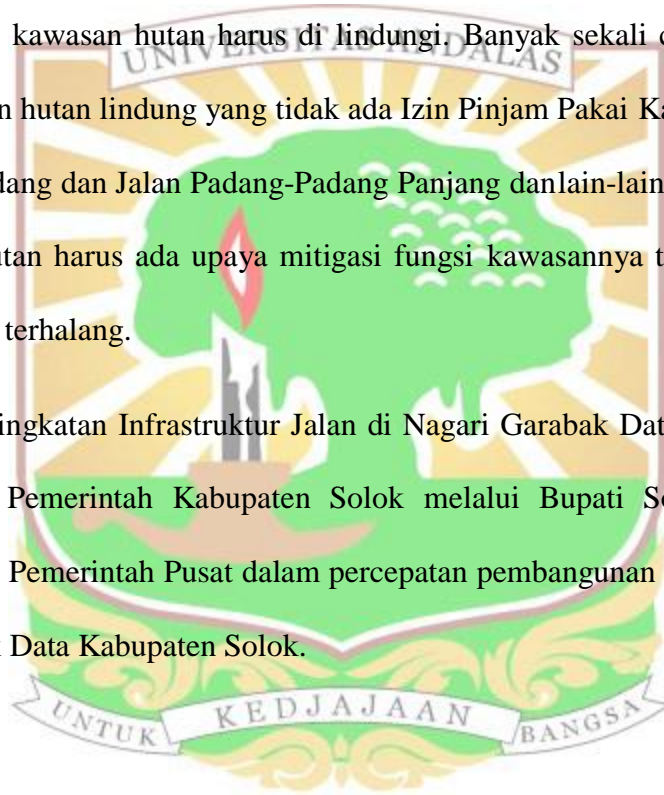 kawasan hutan harus di lindungi. Banyak sekali
UNIVERSITAS ANDALAS
n hutan lindung yang tidak ada Izin Pinjam Pakai Ka
dang dan Jalan Padang-Padang Panjang danlain-lain
utan harus ada upaya mitigasi fungsi kawasannya t
terhalang.
ingkatan Infrastruktur Jalan di Nagari Garabak Dat
Pemerintah Kabupaten Solok melalui Bupati So
Pemerintah Pusat dalam percepatan pembangunan
k Data Kabupaten Solok.
UNTUK KEDJAJAAN BANGSA